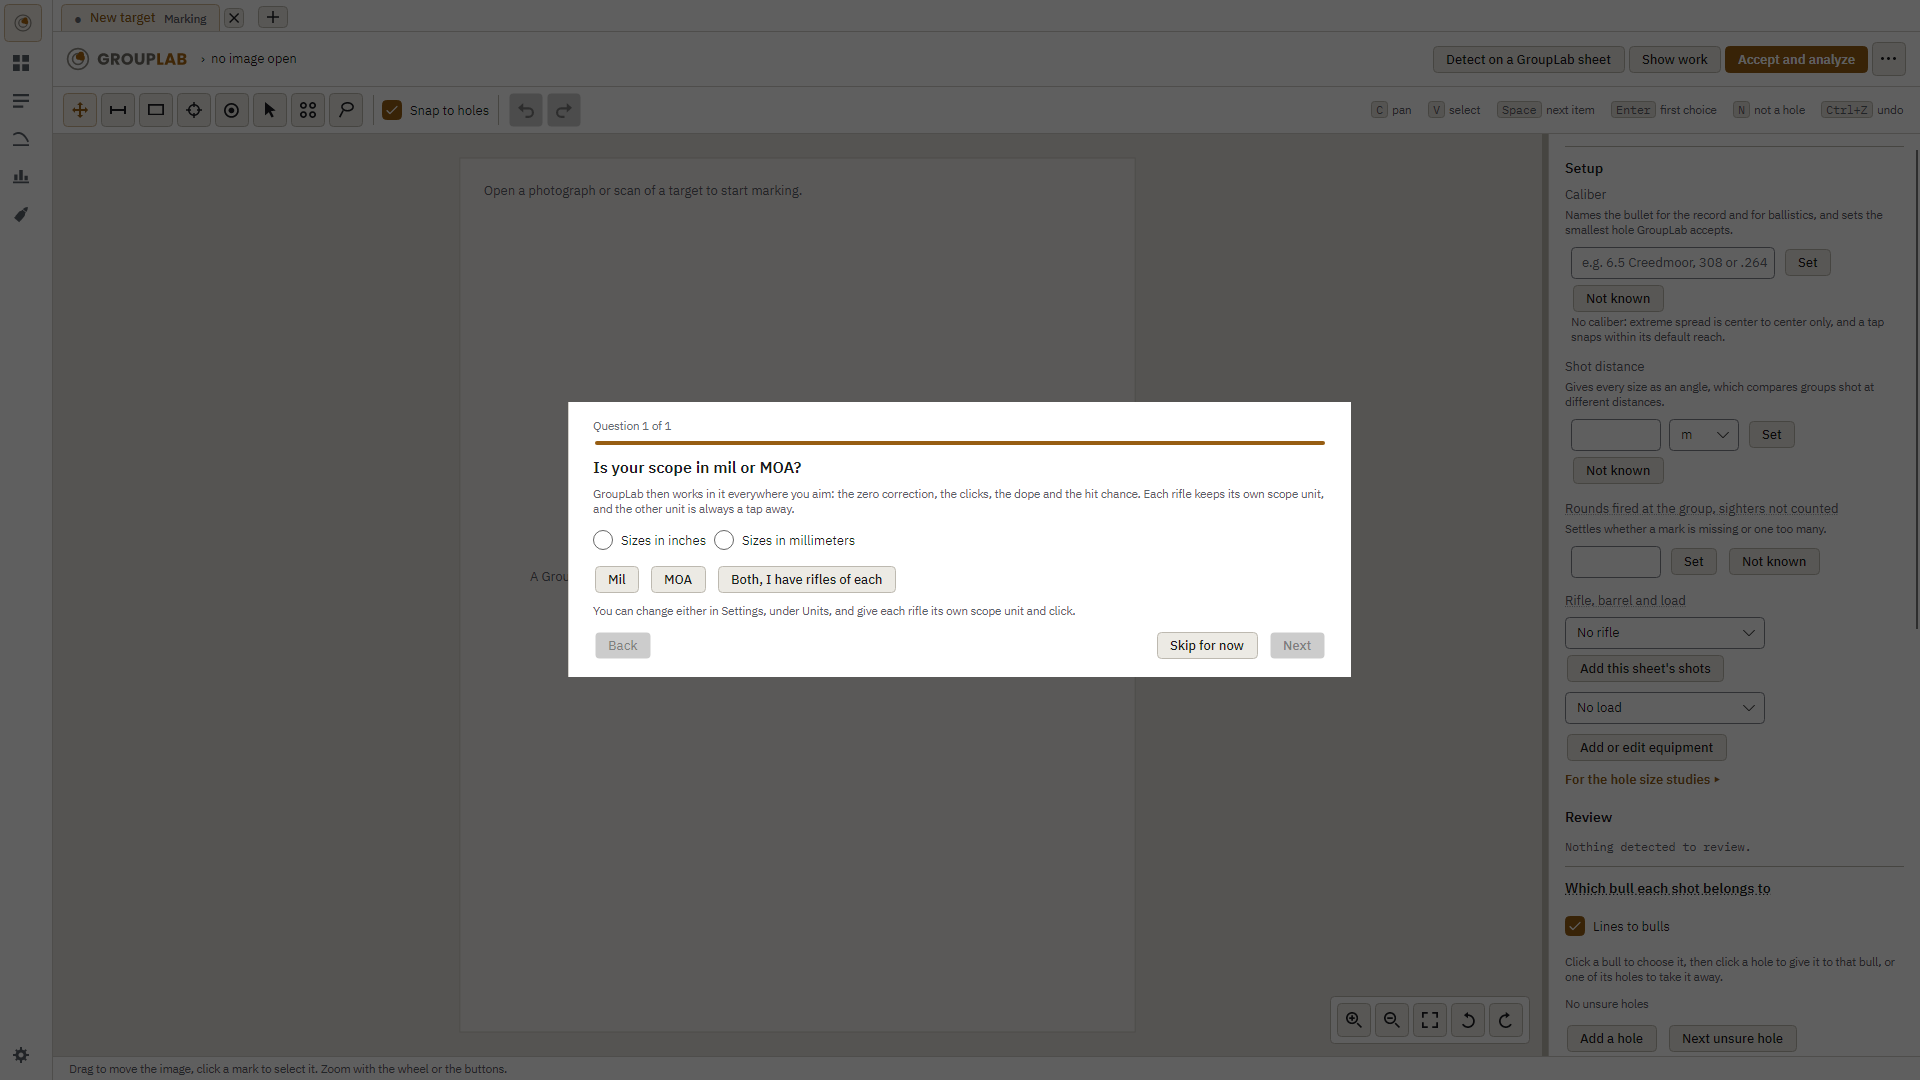 New target Marking
GROUPLAB › no image open
Detect on a GroupLab sheet
Show work
Accept and analyze
Snap to holes
C pan
V select
Space next item
Enter first choice
N not a hole
Ctrl+Z undo
Open a photograph or scan of a target to start marking.
A Grou
Question 1 of 1
Is your scope in mil or MOA?
GroupLab then works in it everywhere you aim: the zero correction, the clicks, the dope and the hit chance. Each rifle keeps its own scope unit,
and the other unit is always a tap away.
Sizes in inches
Sizes in millimeters
Mil
MOA
Both, I have rifles of each
You can change either in Settings, under Units, and give each rifle its own scope unit and click.
Back
Skip for now
Next
Setup
Caliber
Names the bullet for the record and for ballistics, and sets the
smallest hole GroupLab accepts.
e.g. 6.5 Creedmoor, 308 or .264
Set
Not known
No caliber: extreme spread is center to center only, and a tap
snaps within its default reach.
Shot distance
Gives every size as an angle, which compares groups shot at
different distances.
m
Set
Not known
Rounds fired at the group, sighters not counted
Settles whether a mark is missing or one too many.
Set
Not known
Rifle, barrel and load
No rifle
Add this sheet's shots
No load
Add or edit equipment
For the hole size studies ▸
Review
Nothing detected to review.
Which bull each shot belongs to
Lines to bulls
Click a bull to choose it, then click a hole to give it to that bull, or
one of its holes to take it away.
No unsure holes
Add a hole
Next unsure hole
Drag to move the image, click a mark to select it. Zoom with the wheel or the buttons.